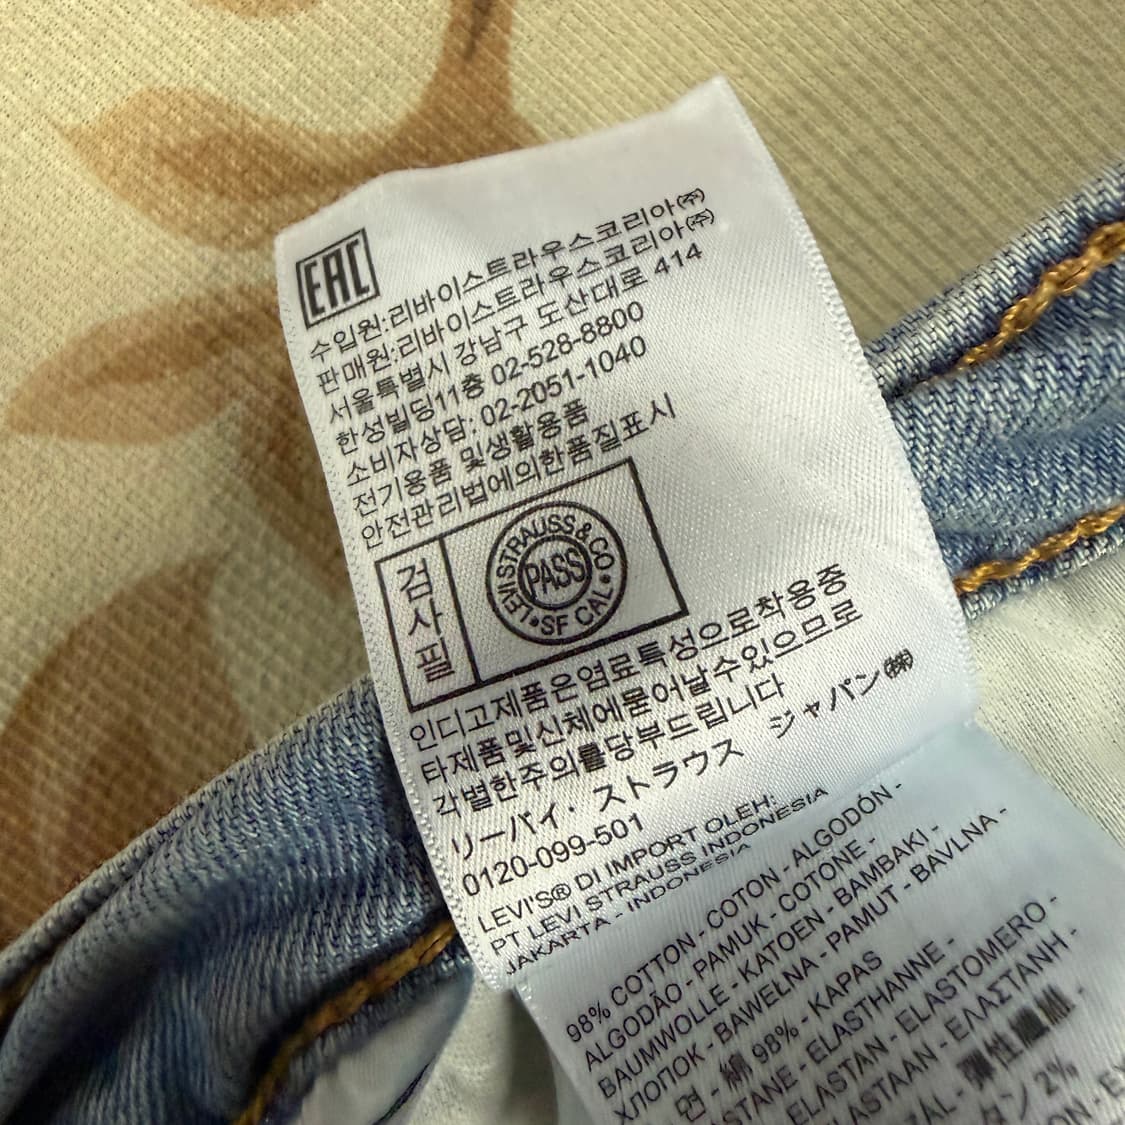 EAC
수입원:리바이스트라우스코리아(주)
판매원:리바이스트라우스코리아(주)
서울특별시 강남구 도산대로 414
한성빌딩11층 02-528-8800
소비자상담: 02-2051-1040
전기용품 및생활용품
안전관리법에의한품질표시
검사필
LEVI STRAUSS & CO
PASS
SF CAL
인디고제품은염료특성으로착용중
타제품및신체에묻어날수있으므로
각별한주의를당부드립니다
リーバイ・ストラウス ジャパン㈱
0120-099-501
LEVI'S® DI IMPORT OLEH:
PT LEVI STRAUSS INDONESIA
JAKARTA - INDONESIA
98% COTTON - COTON - ALGODÓN -
ALGODÃO - PAMUK - COTONE -
BAUMWOLLE - KATOEN - BAMBAKI -
ХЛОПОК - BAWEŁNA - PAMUT - BAVLNA -
면 - 綿 98% - KAPAS
- ELASTHANNE -
ELASTAN - ELASTOMERO -
ELASTAAN - ΕΛΑΣΤΑΝΗ -
弾性繊維 -
2%